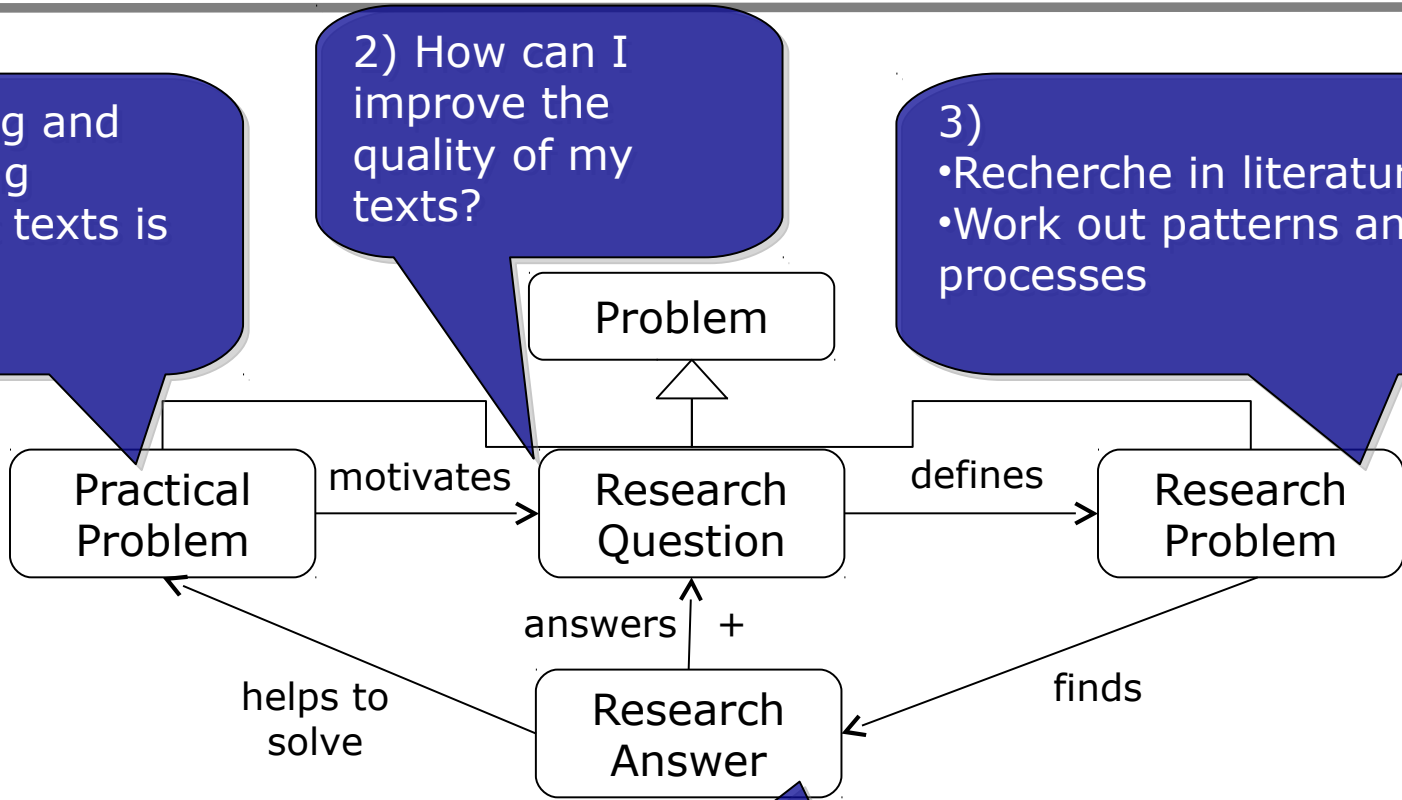 g and
g
texts is
2) How can I
improve the
quality of my
texts?
3)
•Recherche in literatur
•Work out patterns an
processes
Problem
Practical
Problem
motivates
Research
Question
defines
Research
Problem
answers +
helps to
solve
finds
Research
Answer